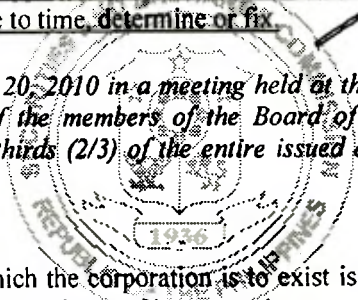 e to time, determine or fix.
20, 2010 in a meeting held at th
f the members of the Board of
thirds (2/3) of the entire issued
1936
hich the corporation is to exist is